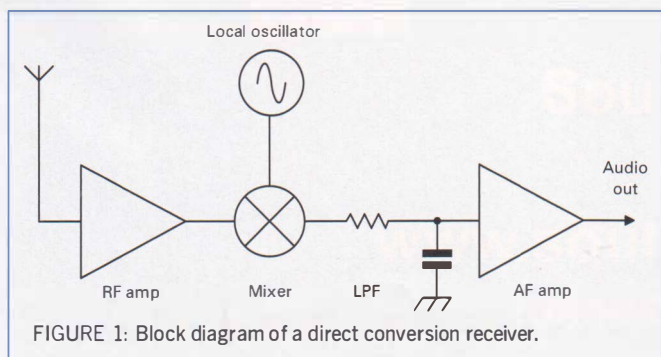 Local oscillator
Audio
out
RF amp
Mixer
LPF
AF amp
FIGURE 1: Block diagram of a direct conversion receiver.